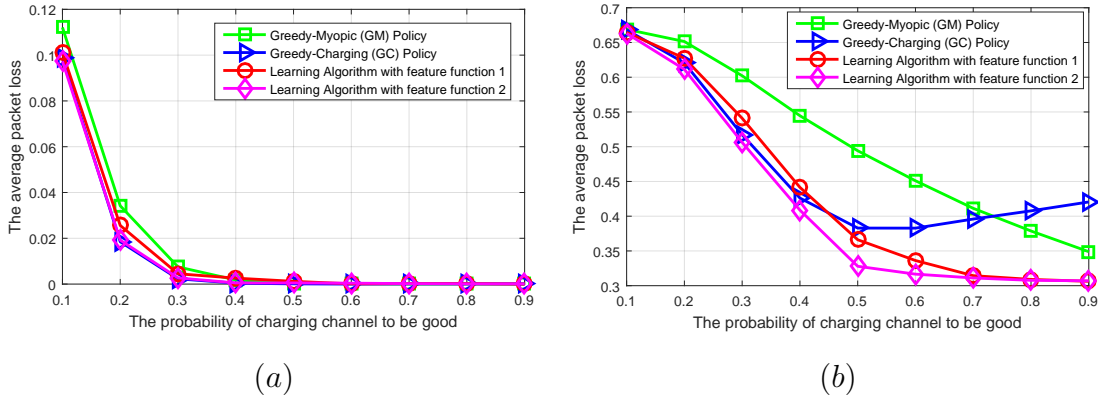 0.12
0.1
0.08
0.06
0.04
0.02
0
The average packet loss
Greedy-Myopic (GM) Policy
Greedy-Charging (GC) Policy
Learning Algorithm with feature function 1
Learning Algorithm with feature function 2
0.1 0.2 0.3 0.4 0.5 0.6 0.7 0.8 0.9
The probability of charging channel to be good
(a)
0.7
0.65
0.6
0.55
0.5
0.45
0.4
0.35
0.3
The average packet loss
Greedy-Myopic (GM) Policy
Greedy-Charging (GC) Policy
Learning Algorithm with feature function 1
Learning Algorithm with feature function 2
0.1 0.2 0.3 0.4 0.5 0.6 0.7 0.8 0.9
The probability of charging channel to be good
(b)